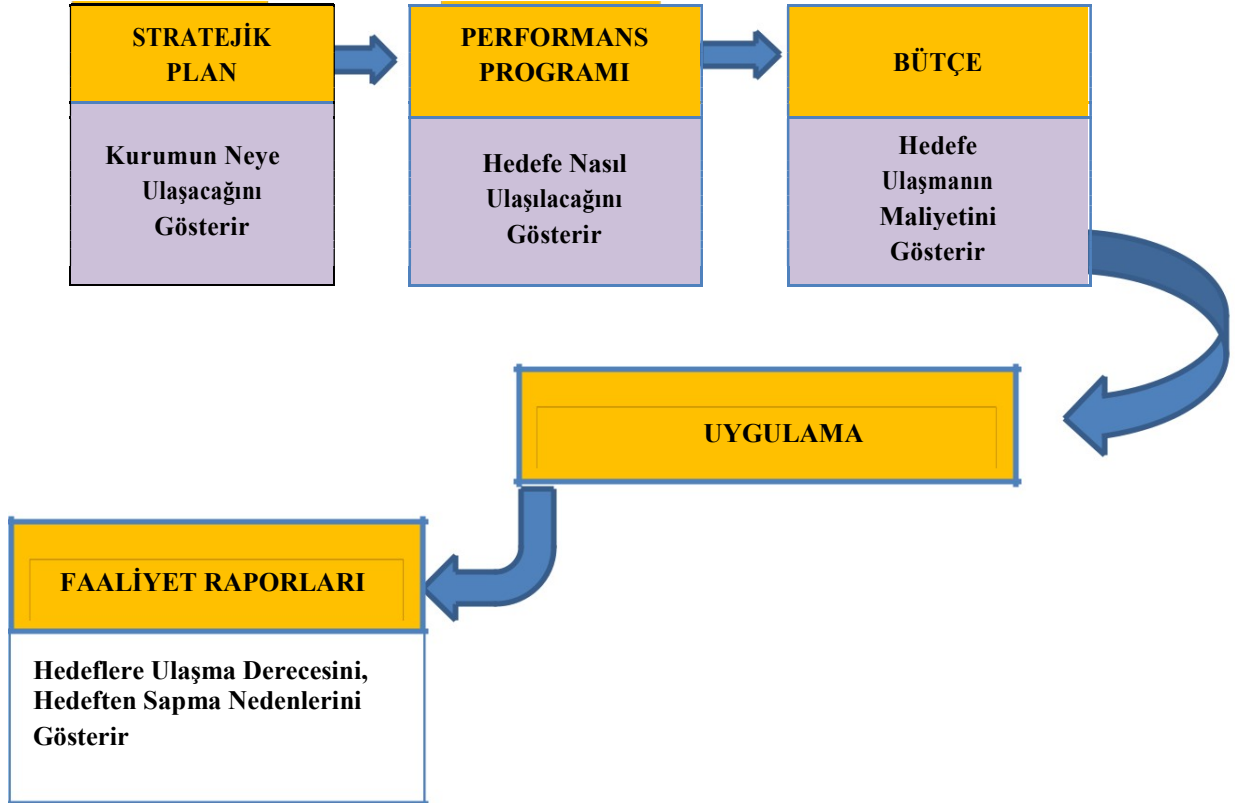 STRATEJİK
PLAN
Kurumun Neye
Ulaşacağını
Gösterir
PERFORMANS
PROGRAMI
Hedefe Nasıl
Ulaşılacağını
Gösterir
BÜTÇE
Hedefe
Ulaşmanın
Maliyetini
Gösterir
UYGULAMA
FAALİYET RAPORLARI
Hedeflere Ulaşma Derecesini,
Hedeften Sapma Nedenlerini
Gösterir